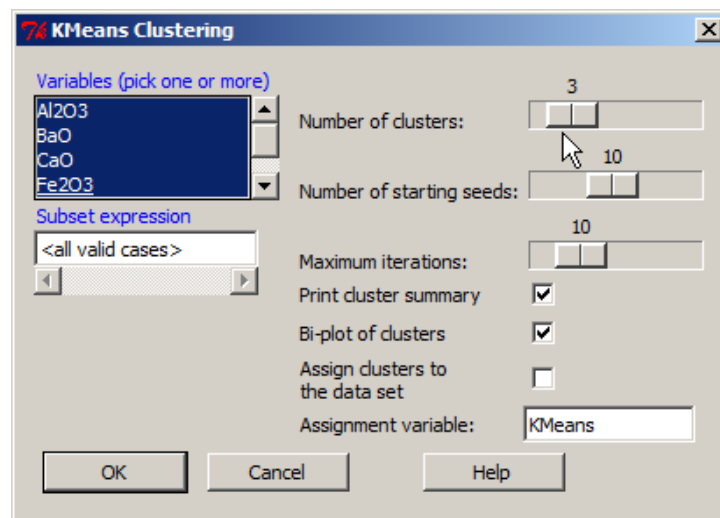 KMeans Clustering
Variables (pick one or more)
Al2O3
BaO
CaO
Fe2O3
Subset expression
<all valid cases>
3
Number of clusters:
10
Number of starting seeds:
10
Maximum iterations:
Print cluster summary
Bi-plot of clusters
Assign clusters to
the data set
Assignment variable:
KMeans
OK
Cancel
Help